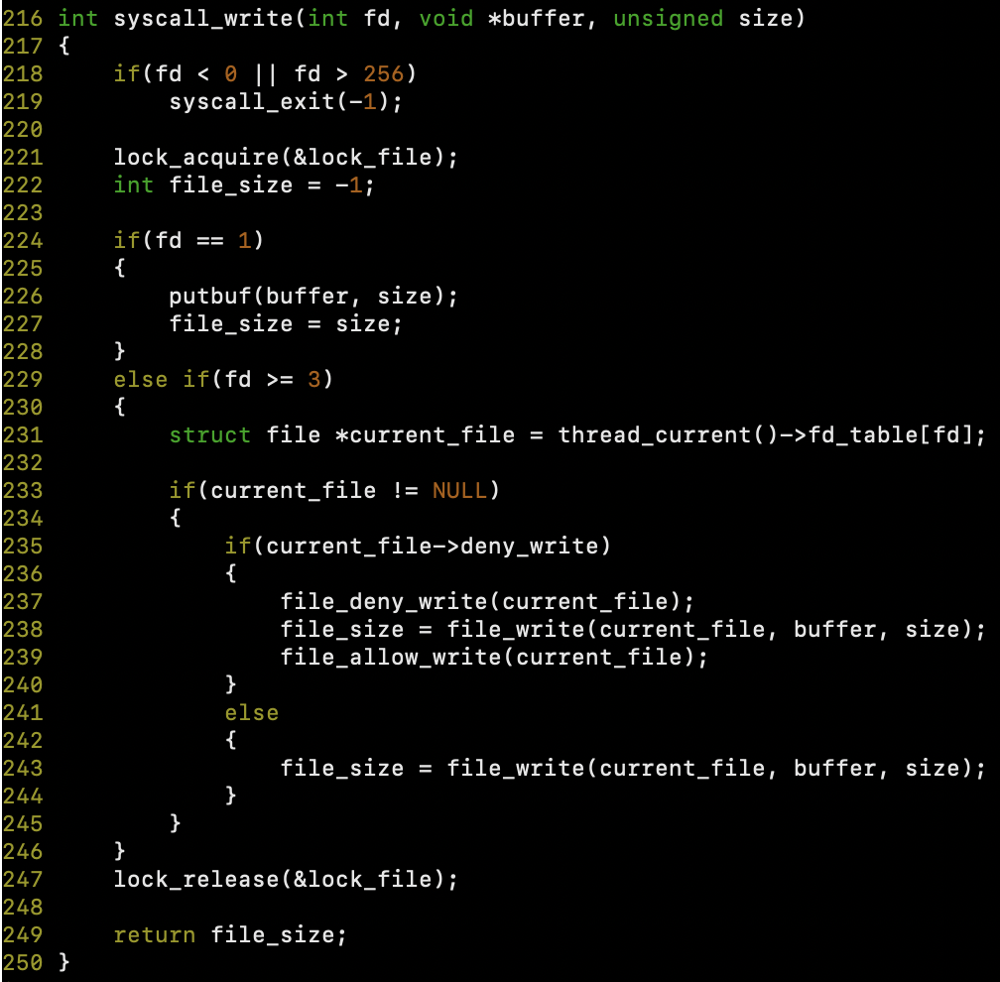 216 int syscall_write(int fd, void *buffer, unsigned size)
217 {
218     if(fd < 0 || fd > 256)
219         syscall_exit(-1);
220
221     lock_acquire(&lock_file);
222     int file_size = -1;
223
224     if(fd == 1)
225     {
226         putbuf(buffer, size);
227         file_size = size;
228     }
229     else if(fd >= 3)
230     {
231         struct file *current_file = thread_current()->fd_table[fd];
232
233         if(current_file != NULL)
234         {
235             if(current_file->deny_write)
236             {
237                 file_deny_write(current_file);
238                 file_size = file_write(current_file, buffer, size);
239                 file_allow_write(current_file);
240             }
241             else
242             {
243                 file_size = file_write(current_file, buffer, size);
244             }
245         }
246     }
247     lock_release(&lock_file);
248
249     return file_size;
250 }